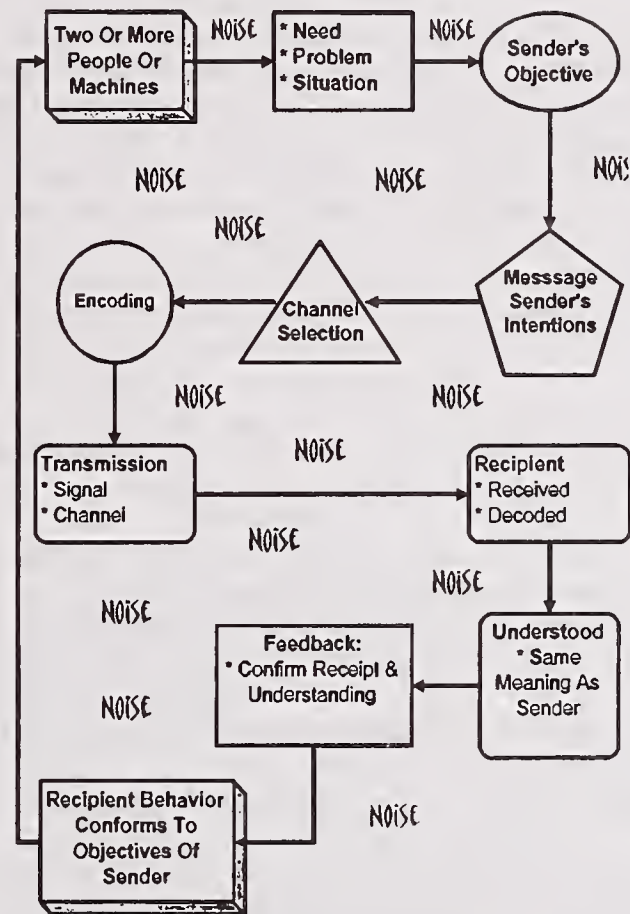 Two Or More
People Or
Machines
NOISE
* Need
* Problem
* Situation
NOISE
Sender's
Objective
NOISE
NOISE
NOIS
NOISE
Encoding
Channel
Selection
Messsage
Sender's
Intentions
NOISE
NOISE
NOISE
Transmission
* Signal
* Channel
Recipient
* Received
* Decoded
NOISE
NOISE
NOISE
Feedback:
* Confirm Receipl &
Understanding
Understood
* Same
Meaning As
Sender
NOISE
NOISE
Recipient Behavior
Conforms To
Objectives Of
Sender